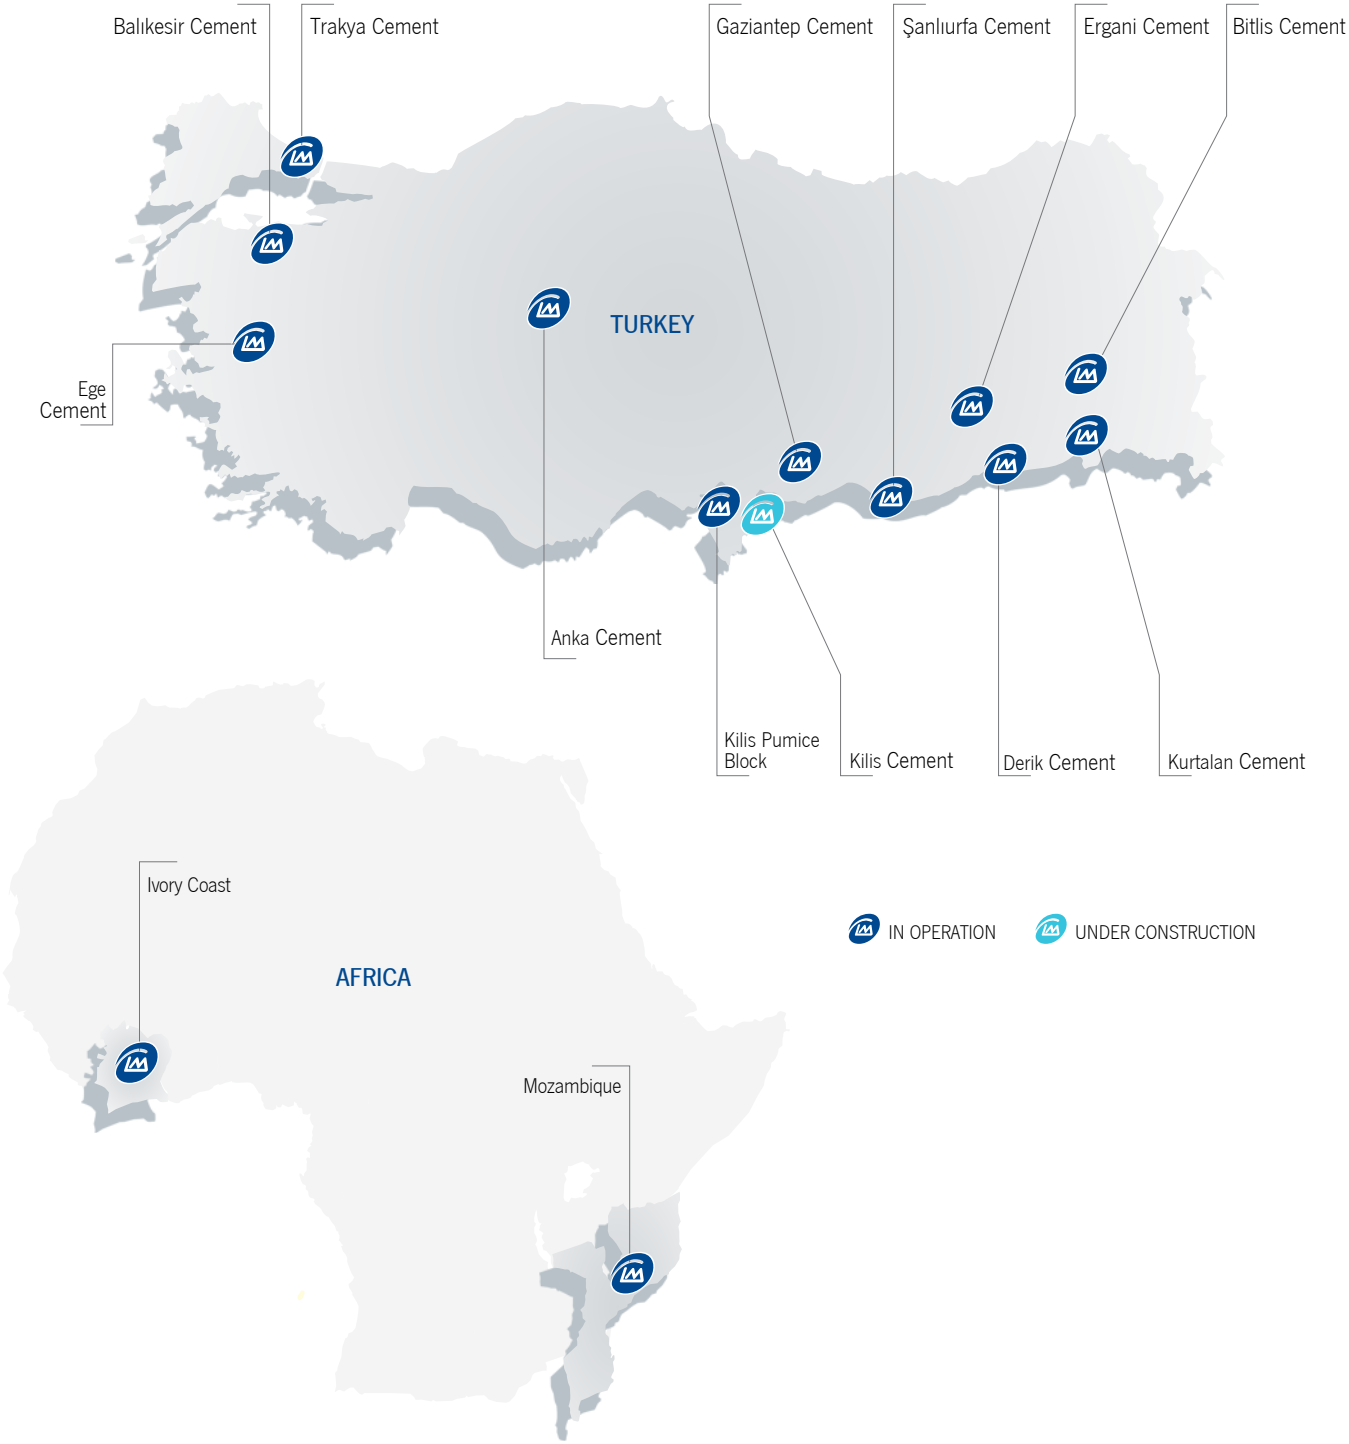 Balıkesir Cement
Trakya Cement
Gaziantep Cement
Şanlıurfa Cement
Ergani Cement
Bitlis Cement
TURKEY
Ege
Cement
Anka Cement
Kilis Pumice
Block
Kilis Cement
Derik Cement
Kurtalan Cement
Ivory Coast
IN OPERATION
UNDER CONSTRUCTION
AFRICA
Mozambique